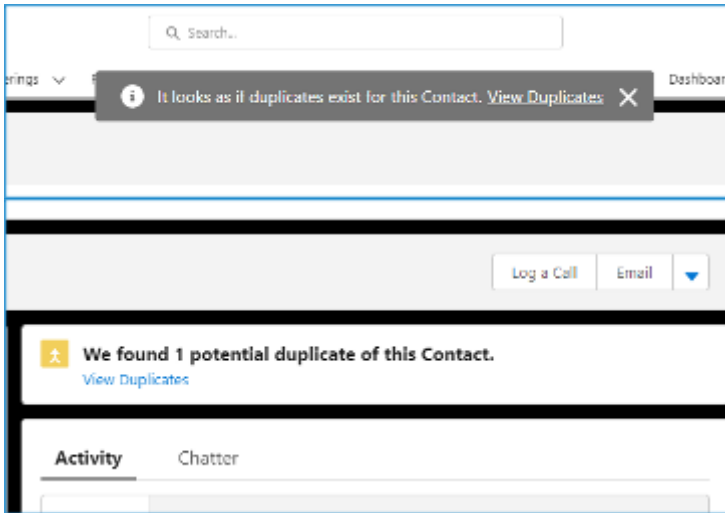 Search...
erings
Dashboar
It looks as if duplicates exist for this Contact. View Duplicates
Log a Call Email
We found 1 potential duplicate of this Contact.
View Duplicates
Activity Chatter